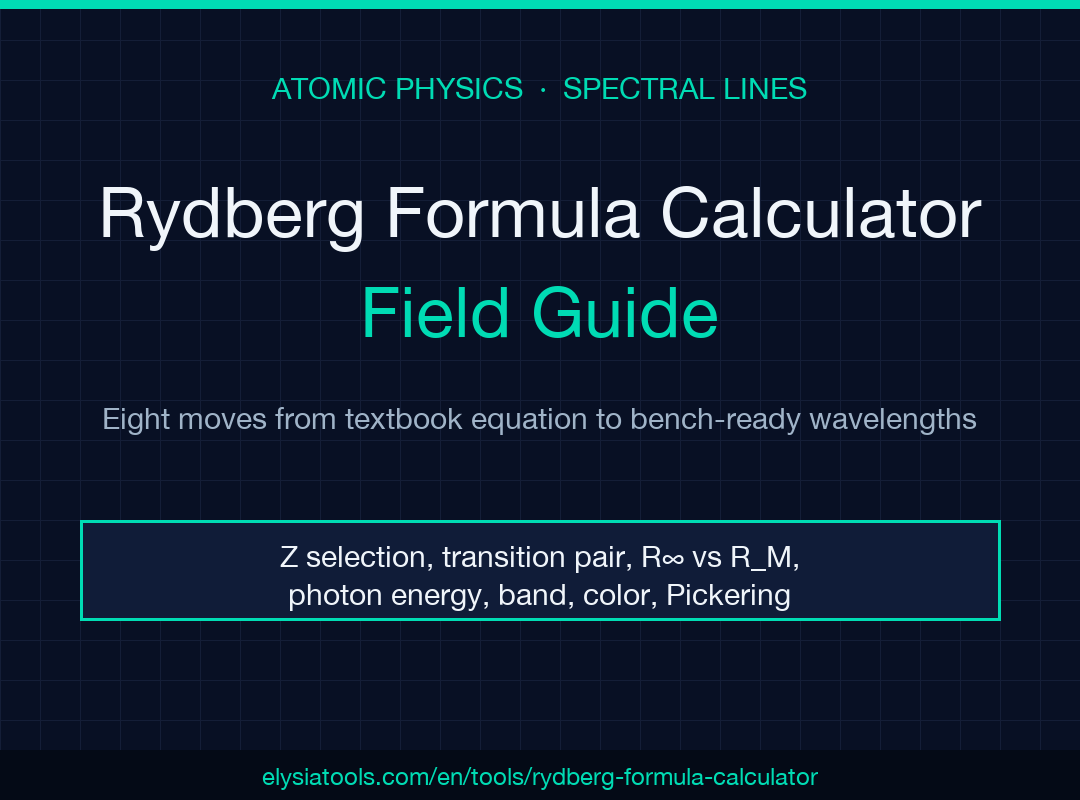 ATOMIC PHYSICS · SPECTRAL LINES
Rydberg Formula Calculator
Field Guide
Eight moves from textbook equation to bench-ready wavelengths
Z selection, transition pair, R∞ vs R_M,
photon energy, band, color, Pickering
elysiatools.com/en/tools/rydberg-formula-calculator